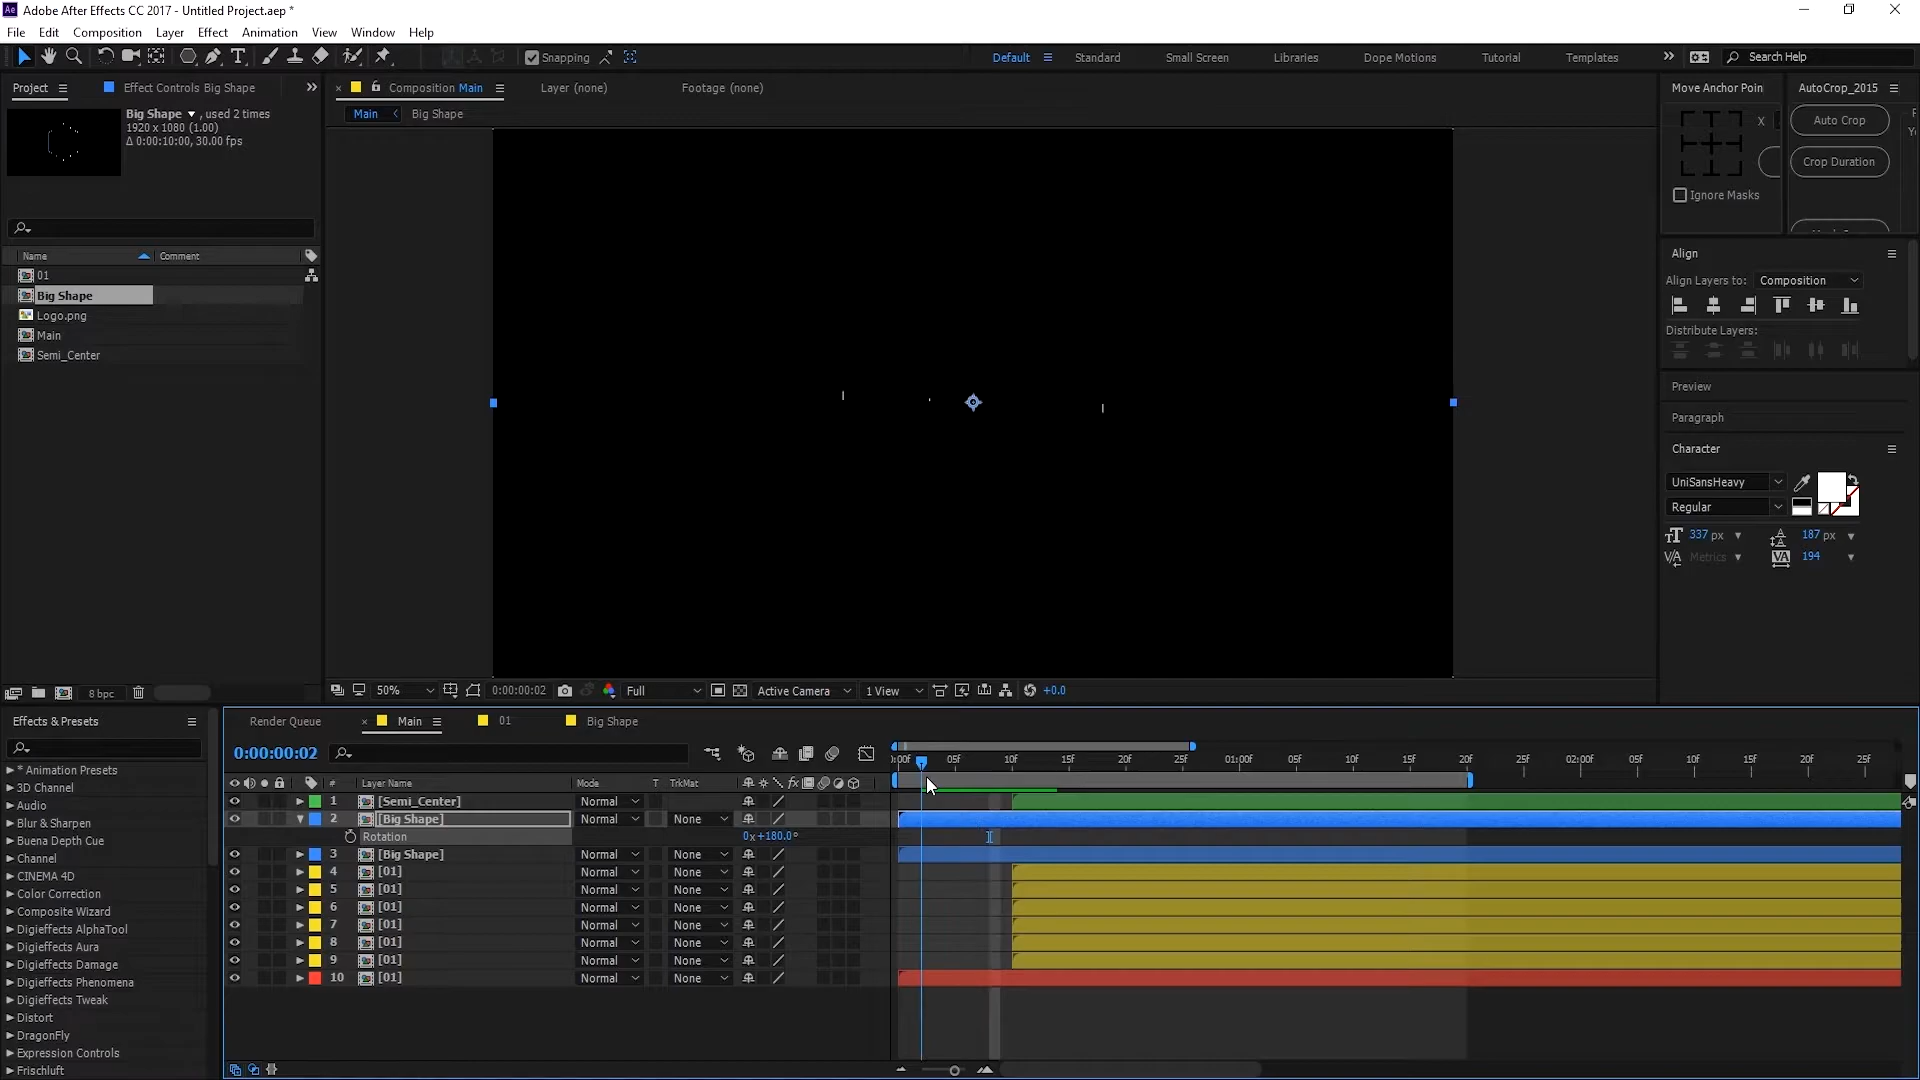 Adobe After Effects CC 2017 - Untitled Project.aep *
File Edit Composition Layer Effect Animation View Window Help
Snapping
Default Standard Small Screen Libraries Dope Motions Tutorial Templates Search Help
Project Effect Controls Big Shape
Composition Main Layer (none) Footage (none)
Main Big Shape
Big Shape , used 2 times
1920 x 1080 (1.00)
Δ 0:00:10:00, 30.00 fps
Name Comment
01
Big Shape
Logo.png
Main
Semi_Center
8 bpc
50% 0:00:00:02 Full Active Camera 1 View +0.0
Move Anchor Poin AutoCrop_2015
X Auto Crop
Crop Duration
Ignore Masks
Align
Align Layers to: Composition
Distribute Layers:
Preview
Paragraph
Character
UniSansHeavy
Regular
337 px 187 px
Metrics 194
Effects & Presets
* Animation Presets
3D Channel
Audio
Blur & Sharpen
Buena Depth Cue
Channel
CINEMA 4D
Color Correction
Composite Wizard
Digieffects AlphaTool
Digieffects Aura
Digieffects Damage
Digieffects Phenomena
Digieffects Tweak
Distort
DragonFly
Expression Controls
Frischluft
Render Queue Main 01 Big Shape
0:00:00:02
:00F 05F 10F 15F 20F 25F 01:00F 05F 10F 15F 20F 25F 02:00F 05F 10F 15F 20F 25F
# Layer Name Mode T TrkMat
1 [Semi_Center] Normal
2 [Big Shape] Normal None
Rotation 0x+180.0°
3 [Big Shape] Normal None
4 [01] Normal None
5 [01] Normal None
6 [01] Normal None
7 [01] Normal None
8 [01] Normal None
9 [01] Normal None
10 [01] Normal None